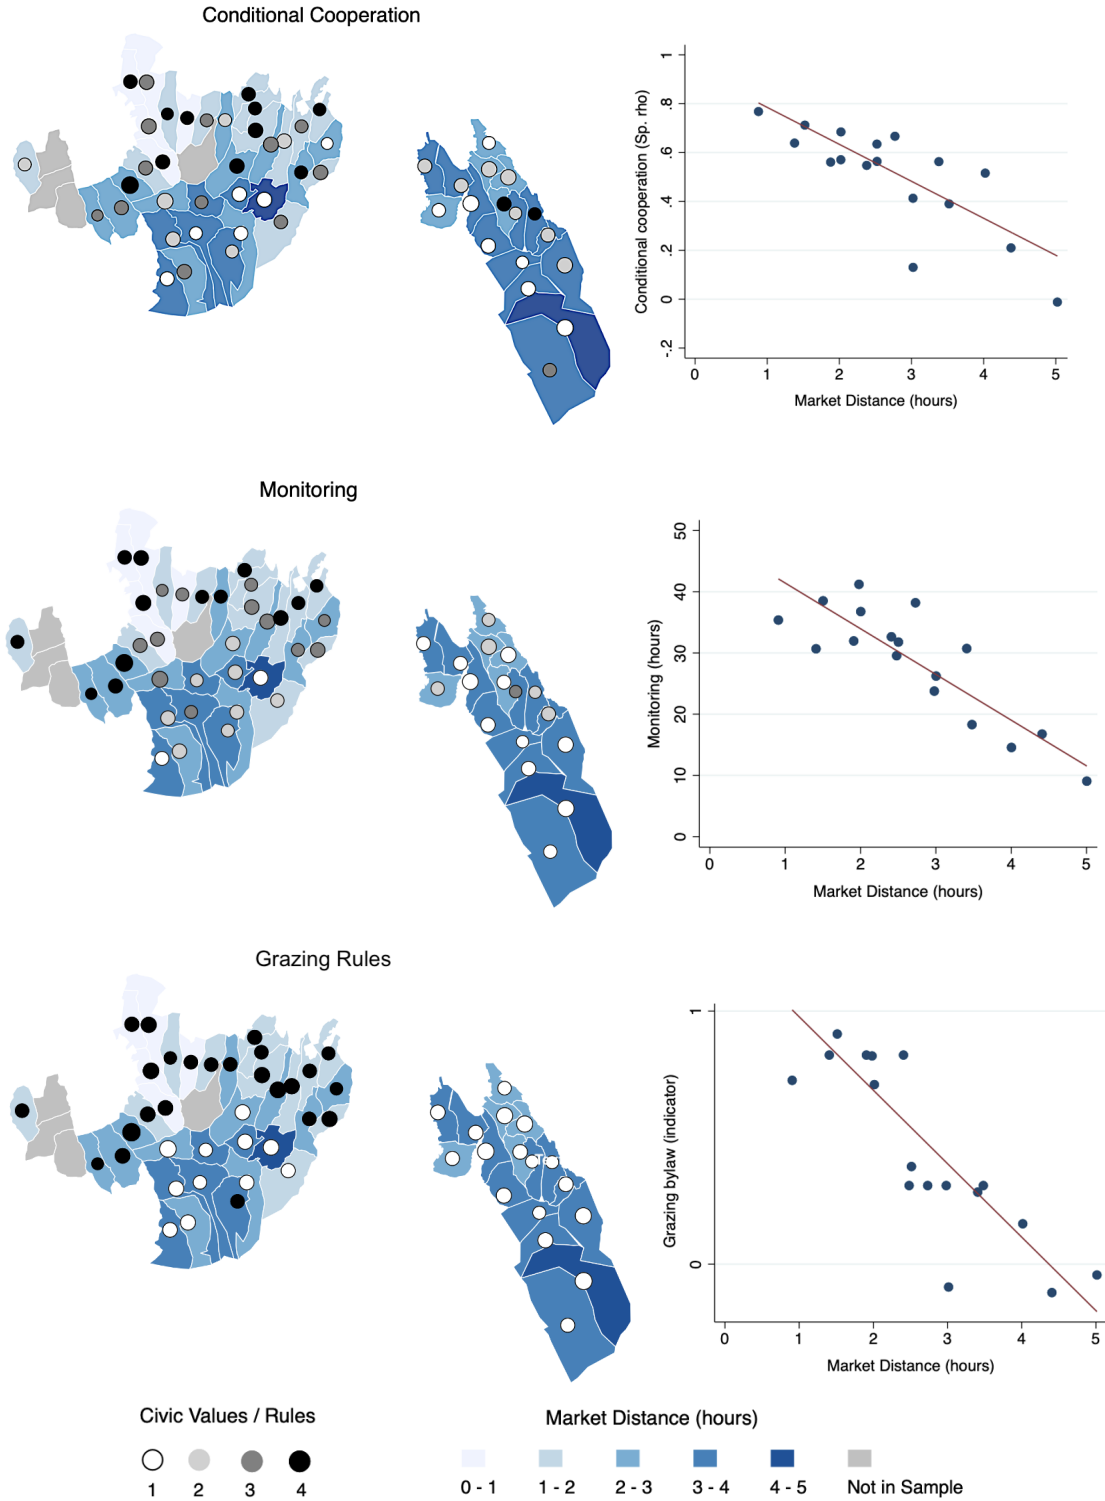 Conditional Cooperation
Conditional cooperation (Sp. rho)
1
.8
.6
.4
.2
0
-.2
0 1 2 3 4 5
Market Distance (hours)
Monitoring
Monitoring (hours)
50
40
30
20
10
0
0 1 2 3 4 5
Market Distance (hours)
Grazing Rules
Grazing bylaw (indicator)
1
0
0 1 2 3 4 5
Market Distance (hours)
Civic Values / Rules
1 2 3 4
Market Distance (hours)
0 - 1 1 - 2 2 - 3 3 - 4 4 - 5 Not in Sample